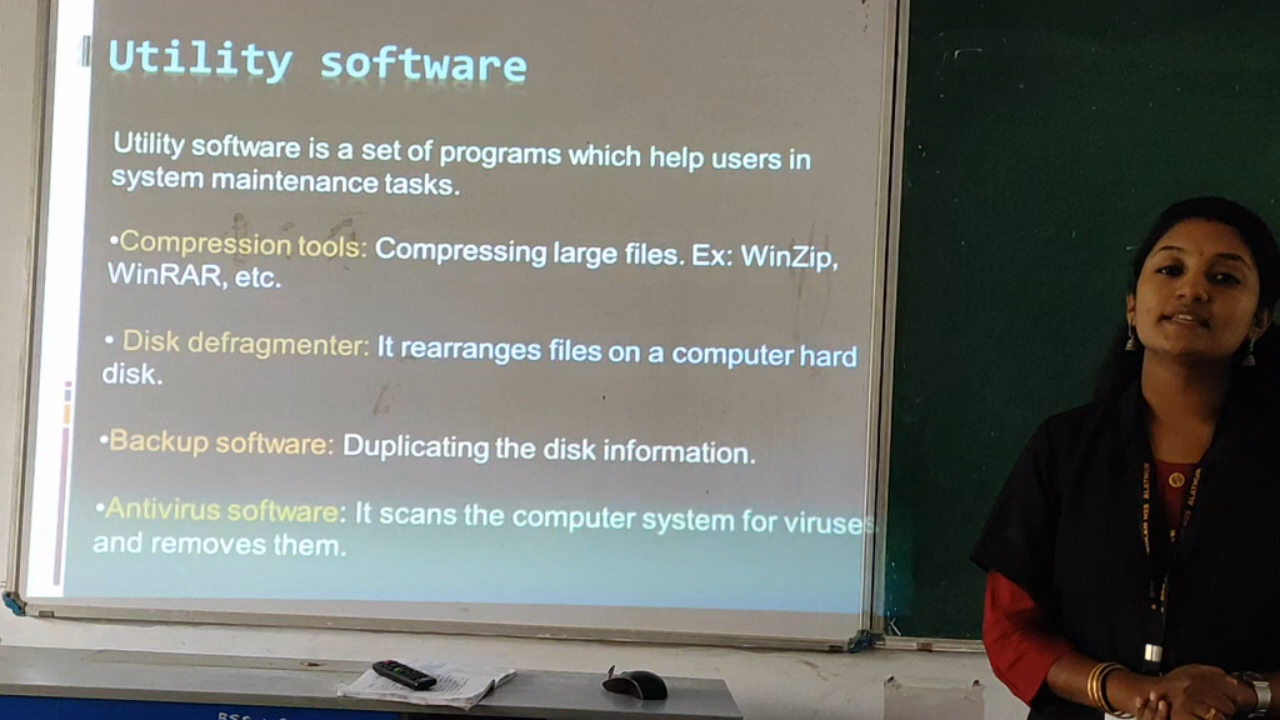 Utility software
Utility software is a set of programs which help users in
system maintenance tasks.
•Compression tools: Compressing large files. Ex: WinZip,
WinRAR, etc.
• Disk defragmenter: It rearranges files on a computer hard
disk.
•Backup software: Duplicating the disk information.
•Antivirus software: It scans the computer system for viruses
and removes them.
ALATHUR